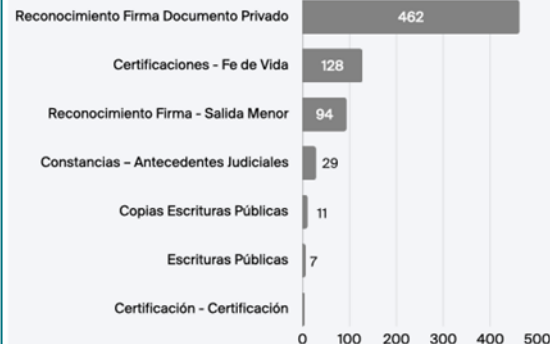 Reconocimiento Firma Documento Privado 462
Certificaciones - Fe de Vida 128
Reconocimiento Firma - Salida Menor 94
Constancias – Antecedentes Judiciales 29
Copias Escrituras Públicas 11
Escrituras Públicas 7
Certificación - Certificación
0 100 200 300 400 500